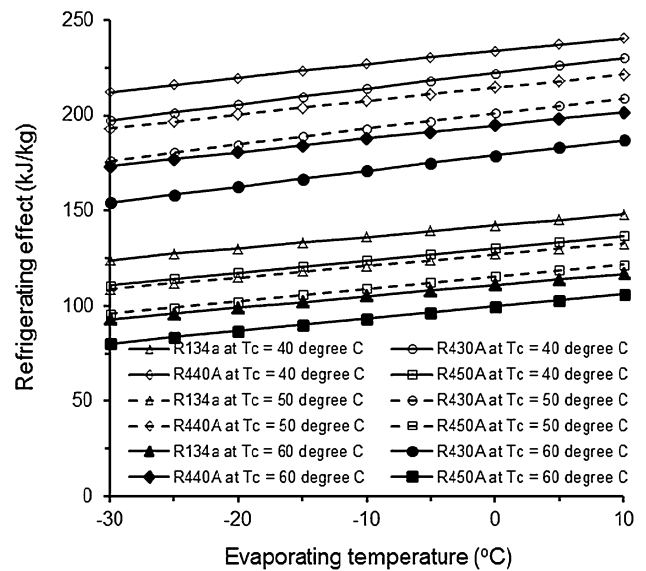 Refrigerating effect (kJ/kg)
250
200
150
100
50
0
R134a at Tc = 40 degree C
R430A at Tc = 40 degree C
R440A at Tc = 40 degree C
R450A at Tc = 40 degree C
R134a at Tc = 50 degree C
R430A at Tc = 50 degree C
R440A at Tc = 50 degree C
R450A at Tc = 50 degree C
R134a at Tc = 60 degree C
R430A at Tc = 60 degree C
R440A at Tc = 60 degree C
R450A at Tc = 60 degree C
-30 -20 -10 0 10
Evaporating temperature (ºC)